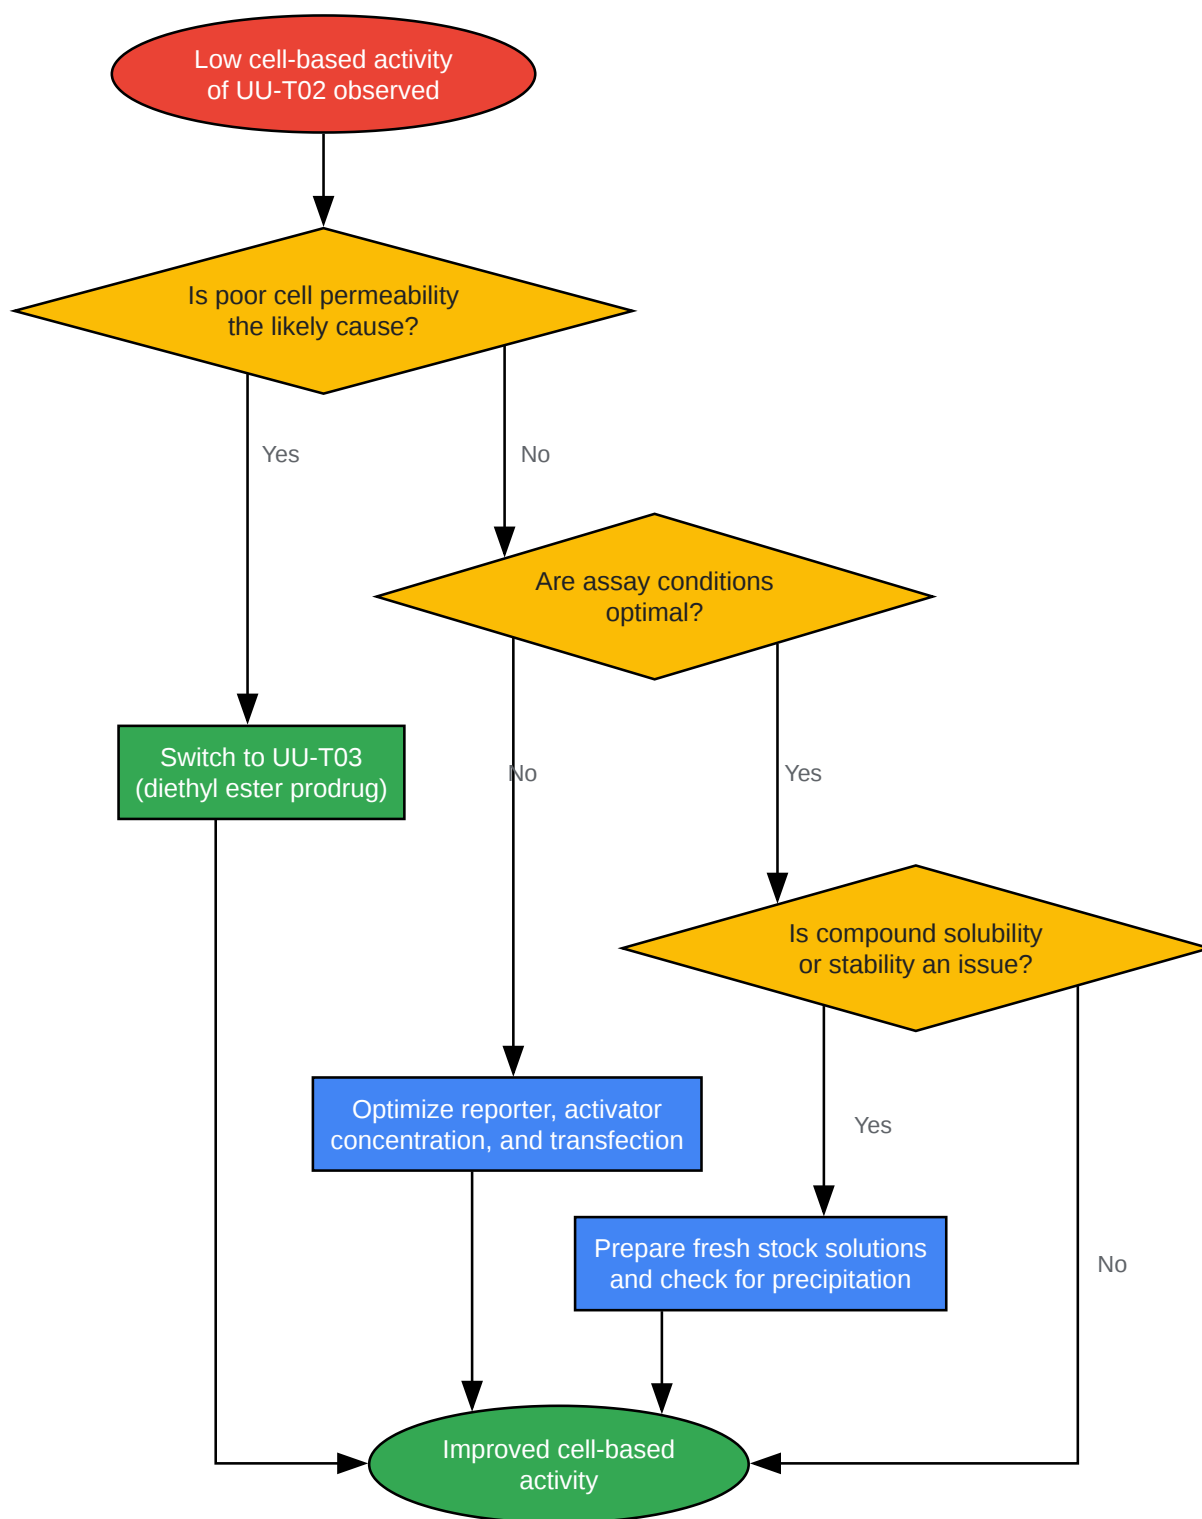 Low cell-based activity
of UU-T02 observed
Is poor cell permeability
the likely cause?
Yes
No
Are assay conditions
optimal?
Switch to UU-T03
(diethyl ester prodrug)
No
Yes
Is compound solubility
or stability an issue?
Optimize reporter, activator
concentration, and transfection
Yes
Prepare fresh stock solutions
and check for precipitation
No
Improved cell-based
activity